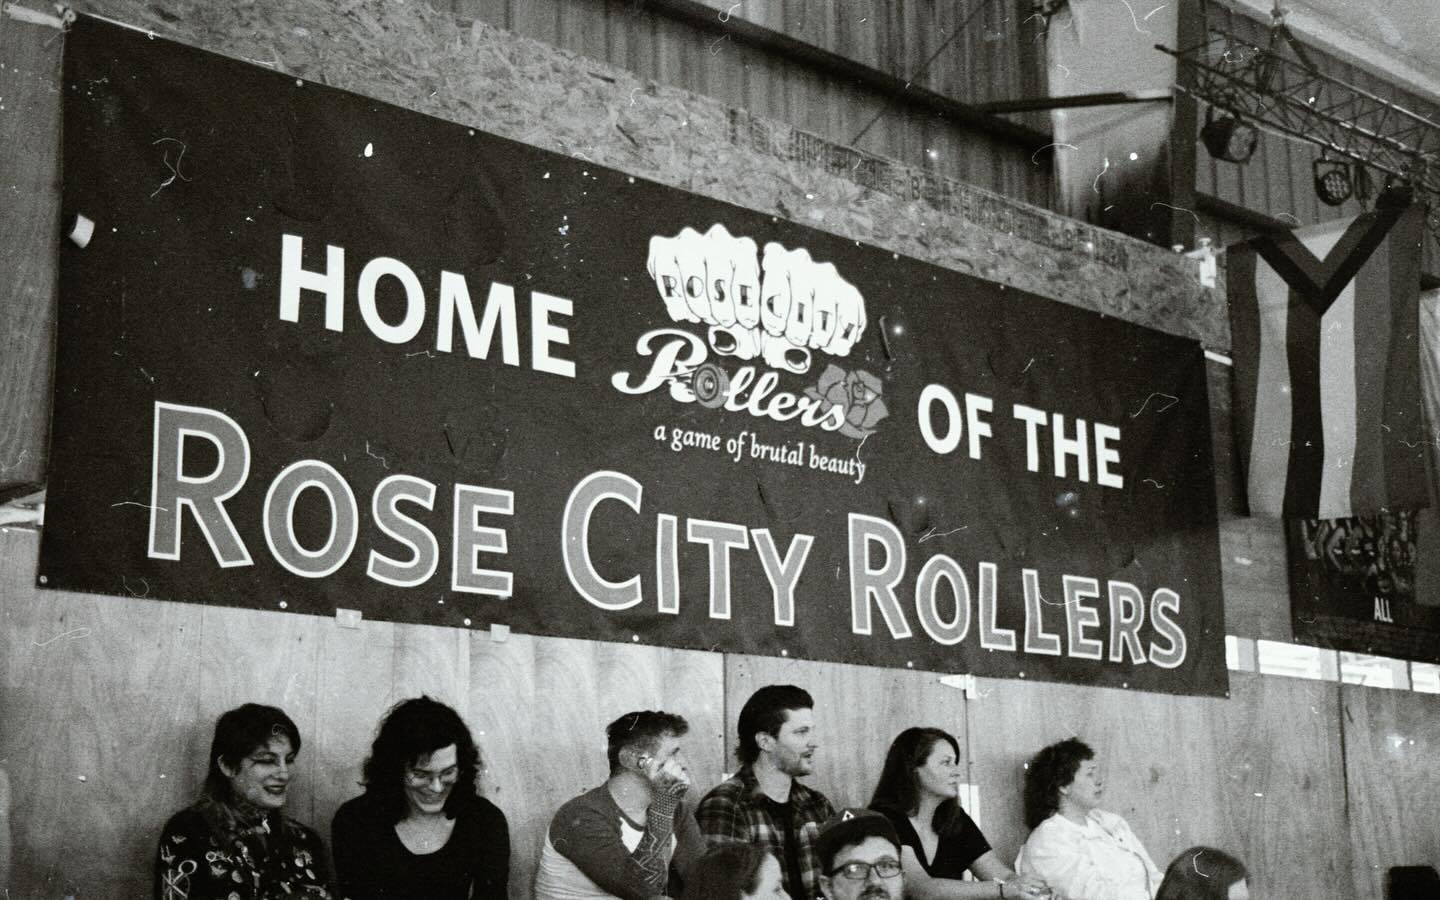 HOME
ROSE CITY
Rollers
a game of brutal beauty
OF THE
ROSE CITY ROLLERS
ALL